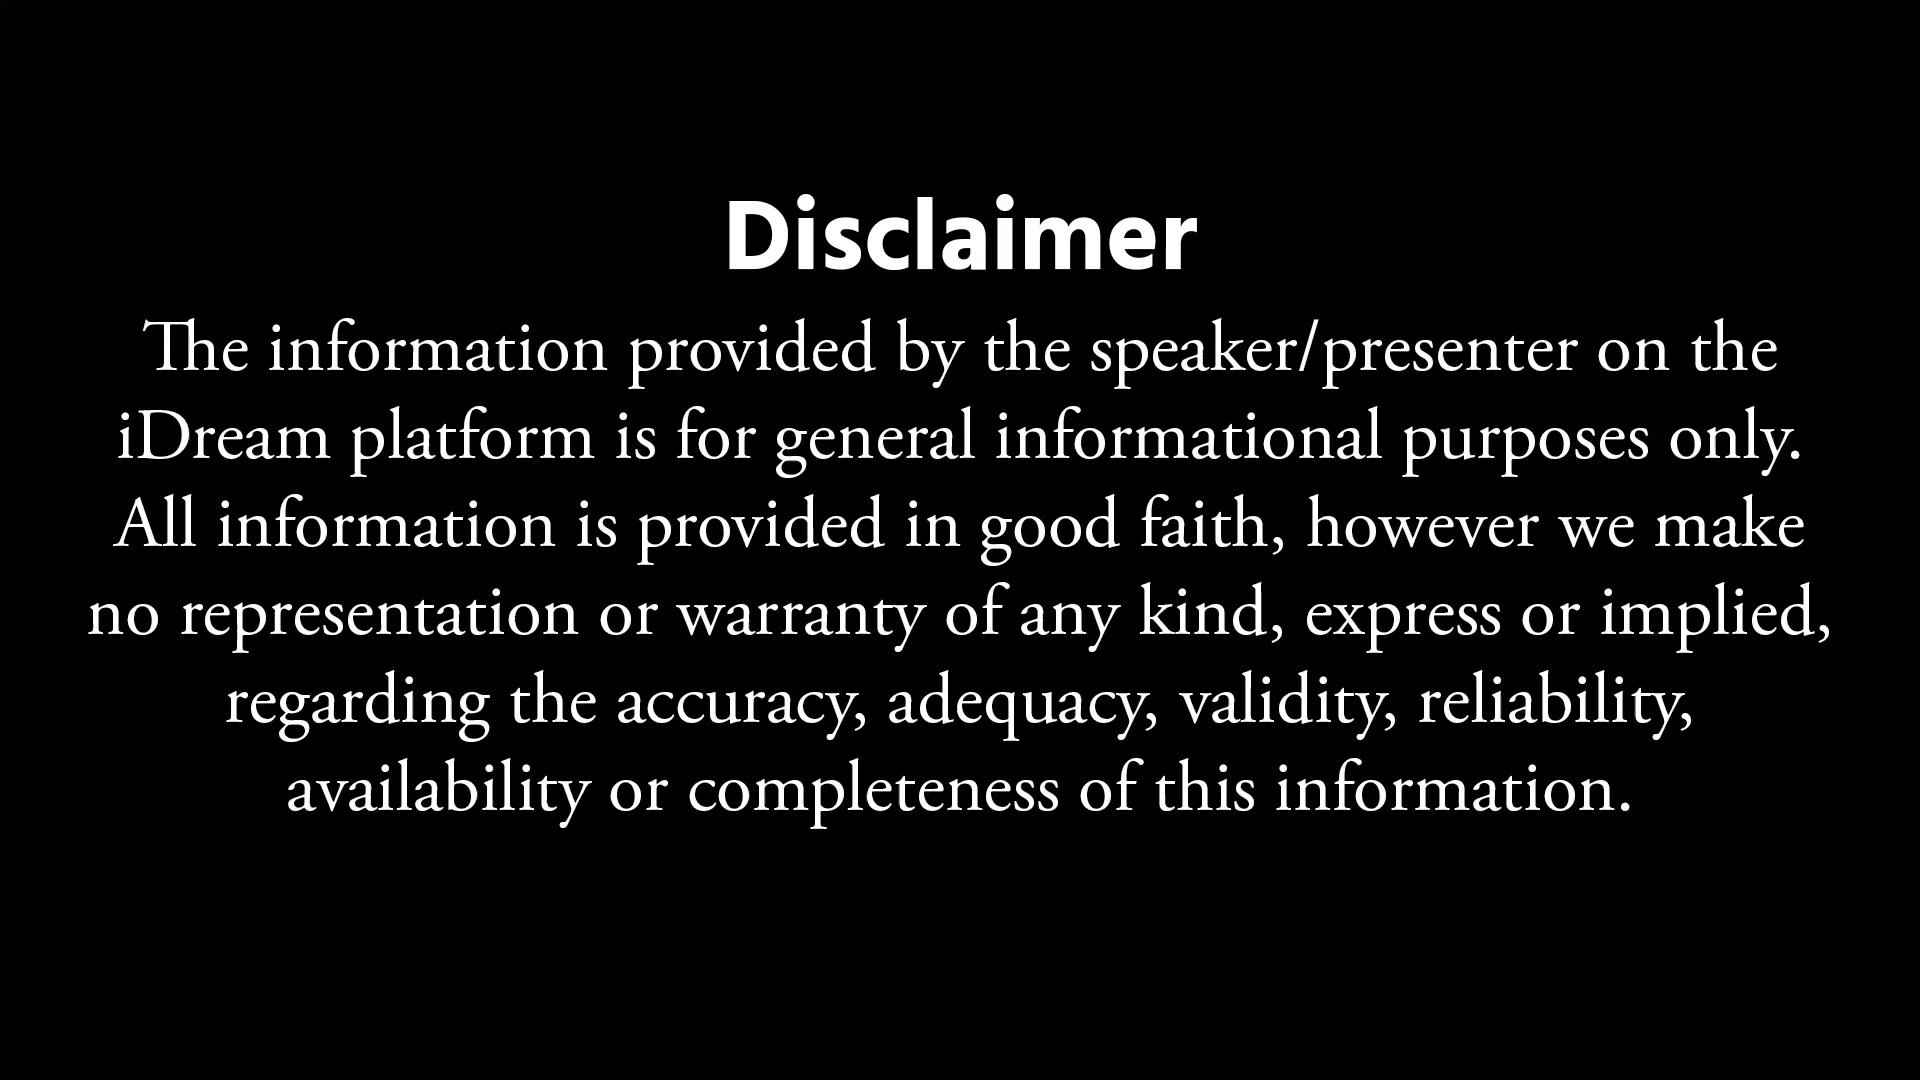 Disclaimer
The information provided by the speaker/presenter on the
iDream platform is for general informational purposes only.
All information is provided in good faith, however we make
no representation or warranty of any kind, express or implied,
regarding the accuracy, adequacy, validity, reliability,
availability or completeness of this information.